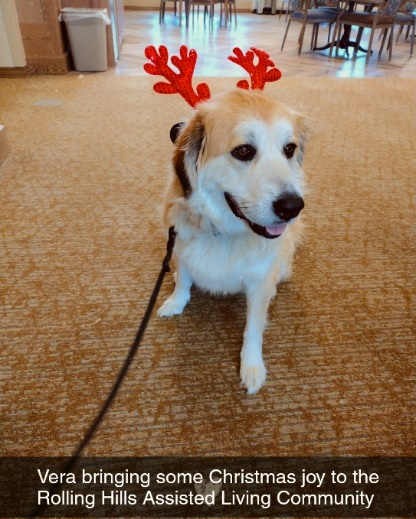 Vera bringing some Christmas joy to the
Rolling Hills Assisted Living Community